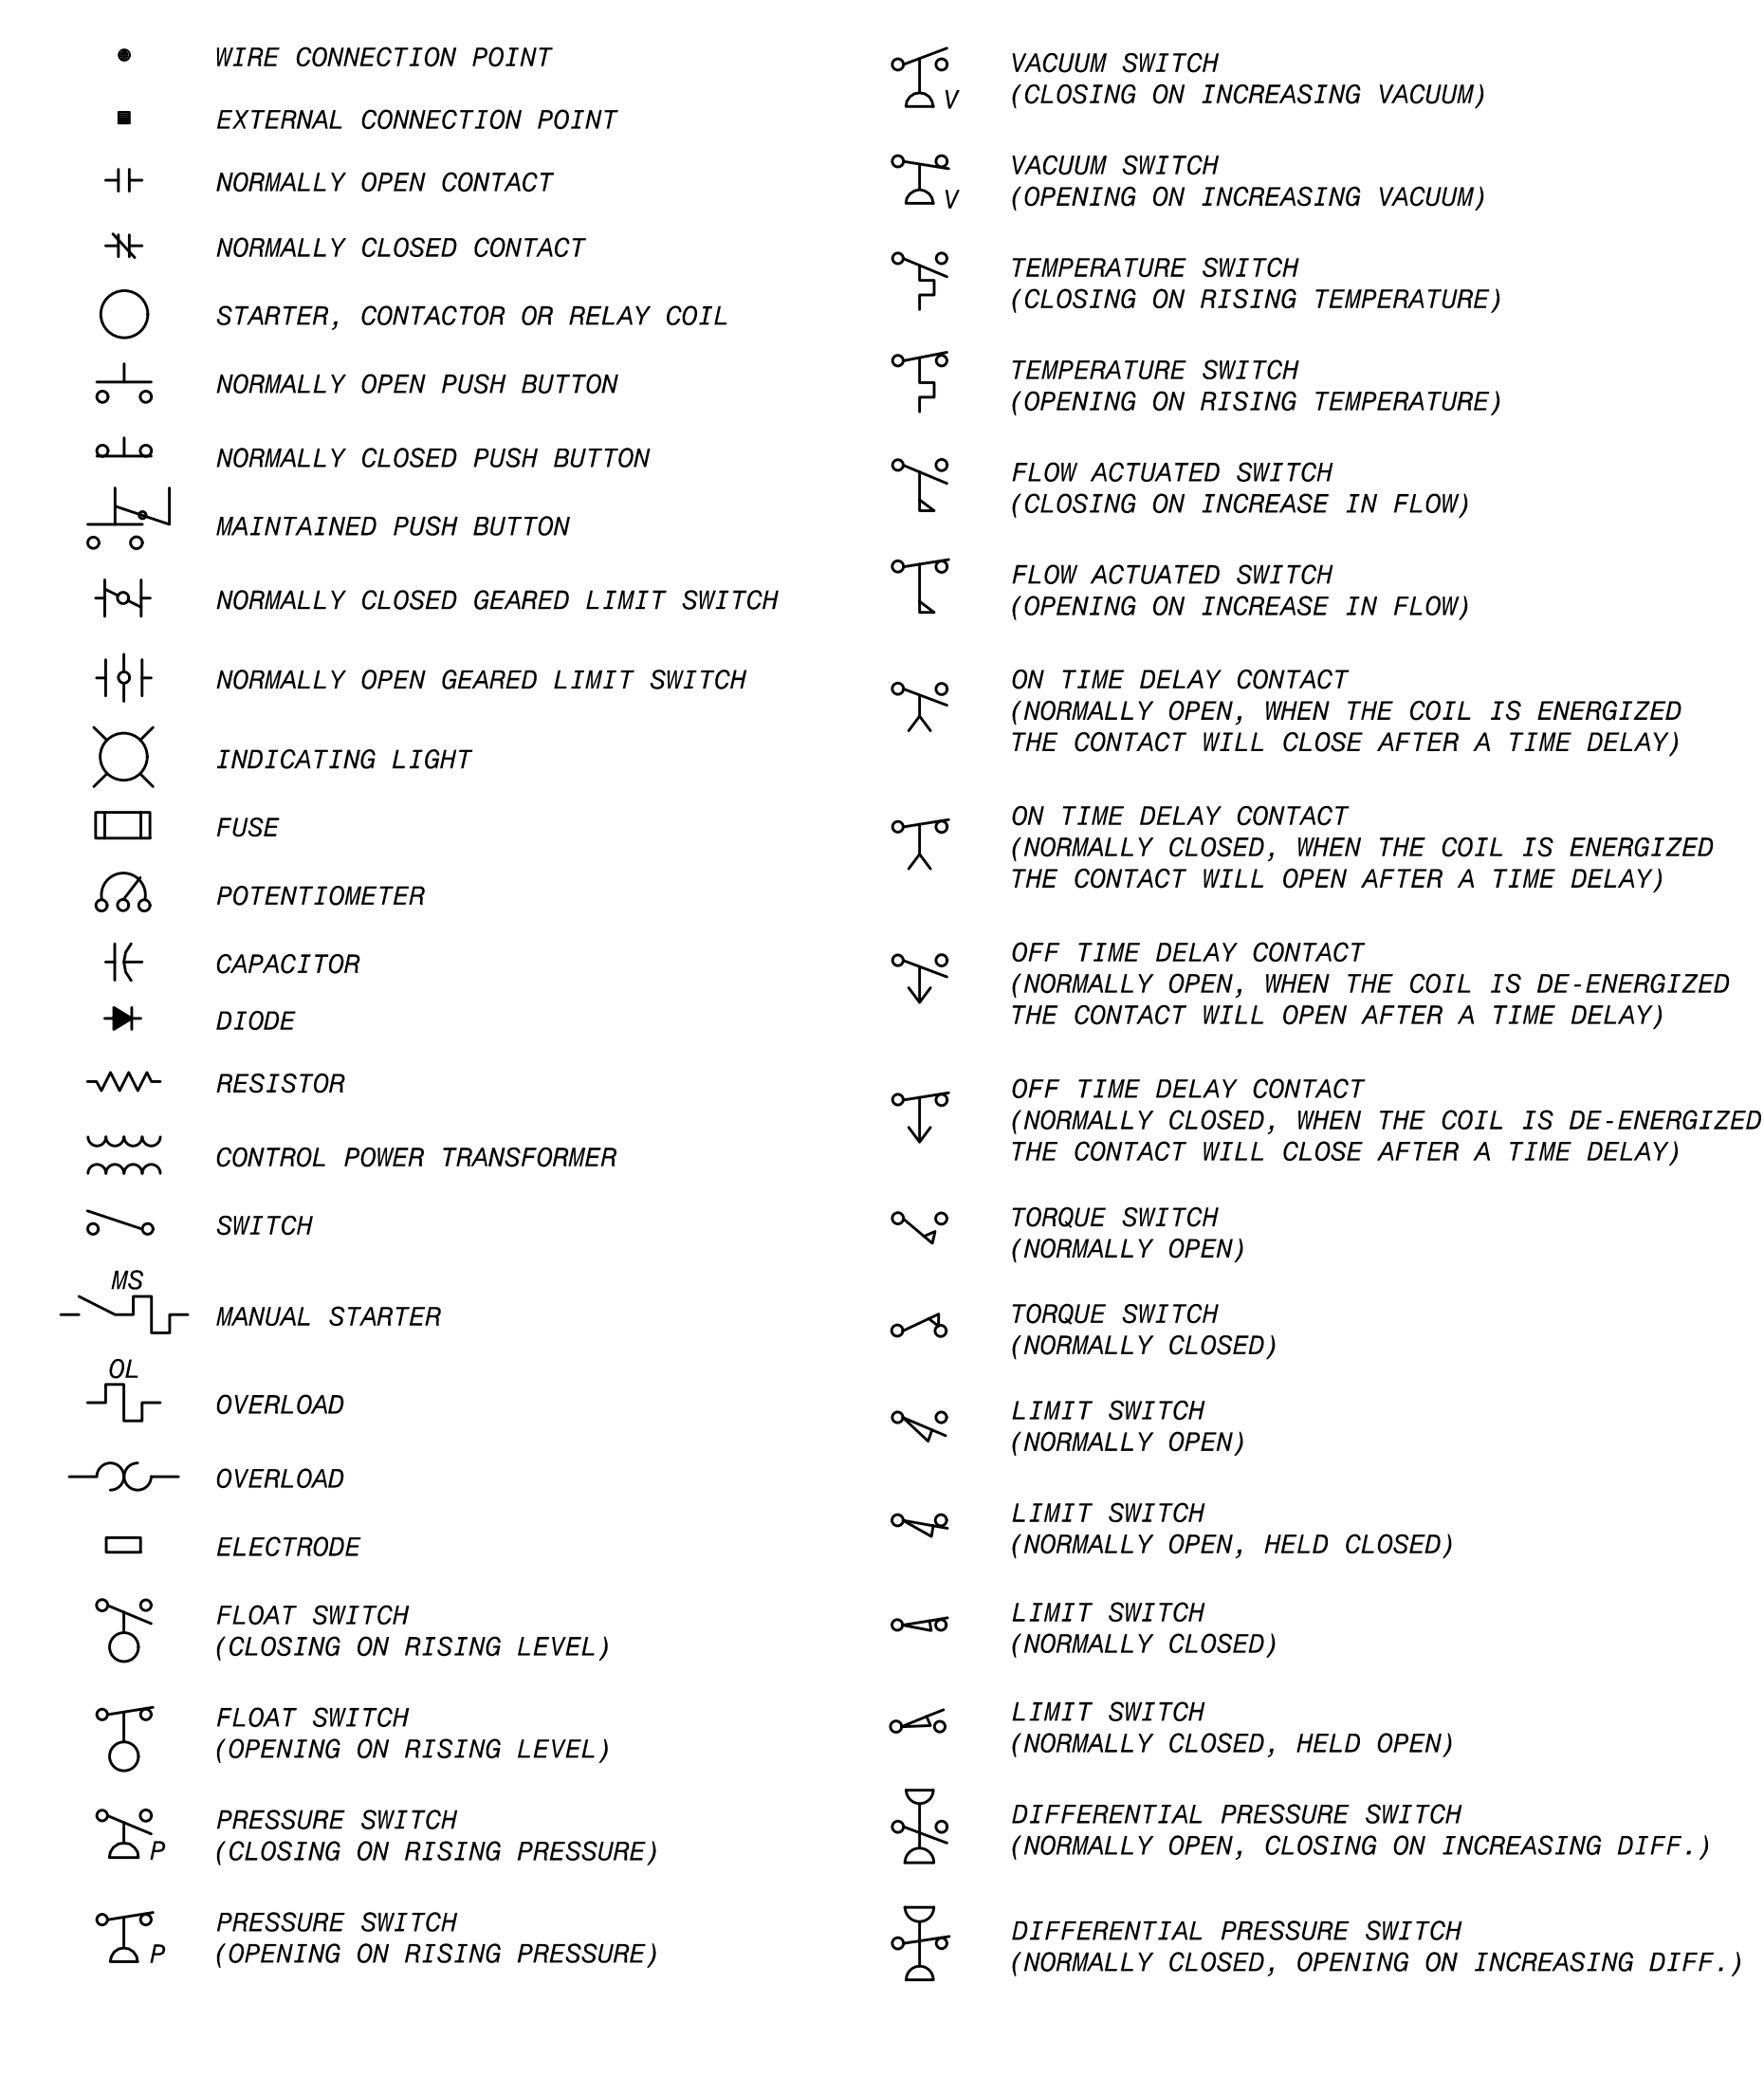 WIRE CONNECTION POINT
EXTERNAL CONNECTION POINT
NORMALLY OPEN CONTACT
NORMALLY CLOSED CONTACT
STARTER, CONTACTOR OR RELAY COIL
NORMALLY OPEN PUSH BUTTON
NORMALLY CLOSED PUSH BUTTON
MAINTAINED PUSH BUTTON
NORMALLY CLOSED GEARED LIMIT SWITCH
NORMALLY OPEN GEARED LIMIT SWITCH
INDICATING LIGHT
FUSE
POTENTIOMETER
CAPACITOR
DIODE
RESISTOR
CONTROL POWER TRANSFORMER
SWITCH
MS
MANUAL STARTER
OL
OVERLOAD
OVERLOAD
ELECTRODE
FLOAT SWITCH
(CLOSING ON RISING LEVEL)
FLOAT SWITCH
(OPENING ON RISING LEVEL)
PRESSURE SWITCH
P (CLOSING ON RISING PRESSURE)
PRESSURE SWITCH
P (OPENING ON RISING PRESSURE)
VACUUM SWITCH
V (CLOSING ON INCREASING VACUUM)
VACUUM SWITCH
V (OPENING ON INCREASING VACUUM)
TEMPERATURE SWITCH
(CLOSING ON RISING TEMPERATURE)
TEMPERATURE SWITCH
(OPENING ON RISING TEMPERATURE)
FLOW ACTUATED SWITCH
(CLOSING ON INCREASE IN FLOW)
FLOW ACTUATED SWITCH
(OPENING ON INCREASE IN FLOW)
ON TIME DELAY CONTACT
(NORMALLY OPEN, WHEN THE COIL IS ENERGIZED
THE CONTACT WILL CLOSE AFTER A TIME DELAY)
ON TIME DELAY CONTACT
(NORMALLY CLOSED, WHEN THE COIL IS ENERGIZED
THE CONTACT WILL OPEN AFTER A TIME DELAY)
OFF TIME DELAY CONTACT
(NORMALLY OPEN, WHEN THE COIL IS DE-ENERGIZED
THE CONTACT WILL OPEN AFTER A TIME DELAY)
OFF TIME DELAY CONTACT
(NORMALLY CLOSED, WHEN THE COIL IS DE-ENERGIZED
THE CONTACT WILL CLOSE AFTER A TIME DELAY)
TORQUE SWITCH
(NORMALLY OPEN)
TORQUE SWITCH
(NORMALLY CLOSED)
LIMIT SWITCH
(NORMALLY OPEN)
LIMIT SWITCH
(NORMALLY OPEN, HELD CLOSED)
LIMIT SWITCH
(NORMALLY CLOSED)
LIMIT SWITCH
(NORMALLY CLOSED, HELD OPEN)
DIFFERENTIAL PRESSURE SWITCH
(NORMALLY OPEN, CLOSING ON INCREASING DIFF.)
DIFFERENTIAL PRESSURE SWITCH
(NORMALLY CLOSED, OPENING ON INCREASING DIFF.)